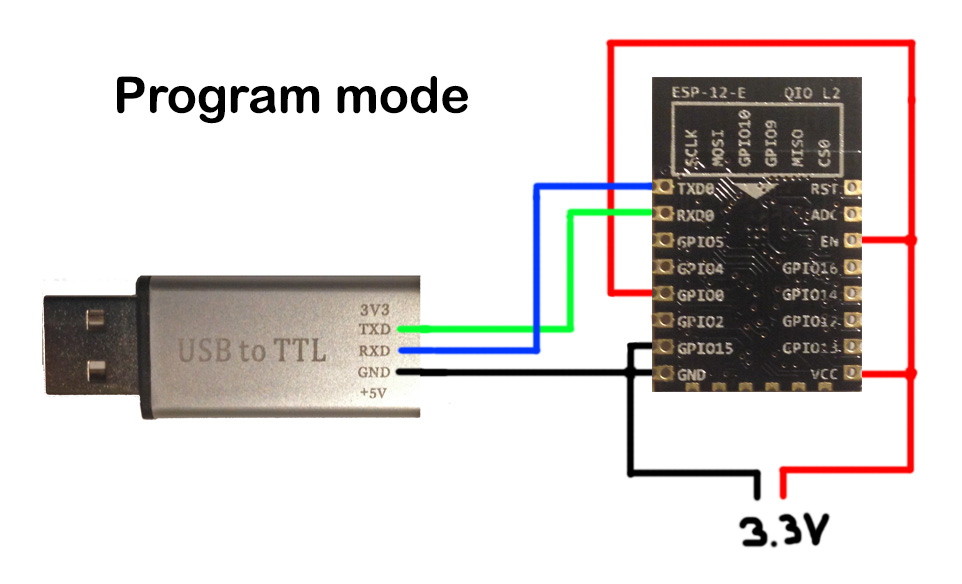 Program mode
ESP-12-E QIO L2
SCLK
MOSI
GPIO10
GPIO9
MISO
CS0
TXD0 RST
RXD0 ADC
GPIO5 EN
GPIO4 GPIO16
GPIO0 GPIO14
GPIO2 GPIO12
GPIO15 GPIO13
GND VCC
USB to TTL
3V3
TXD
RXD
GND
+5V
3.3V